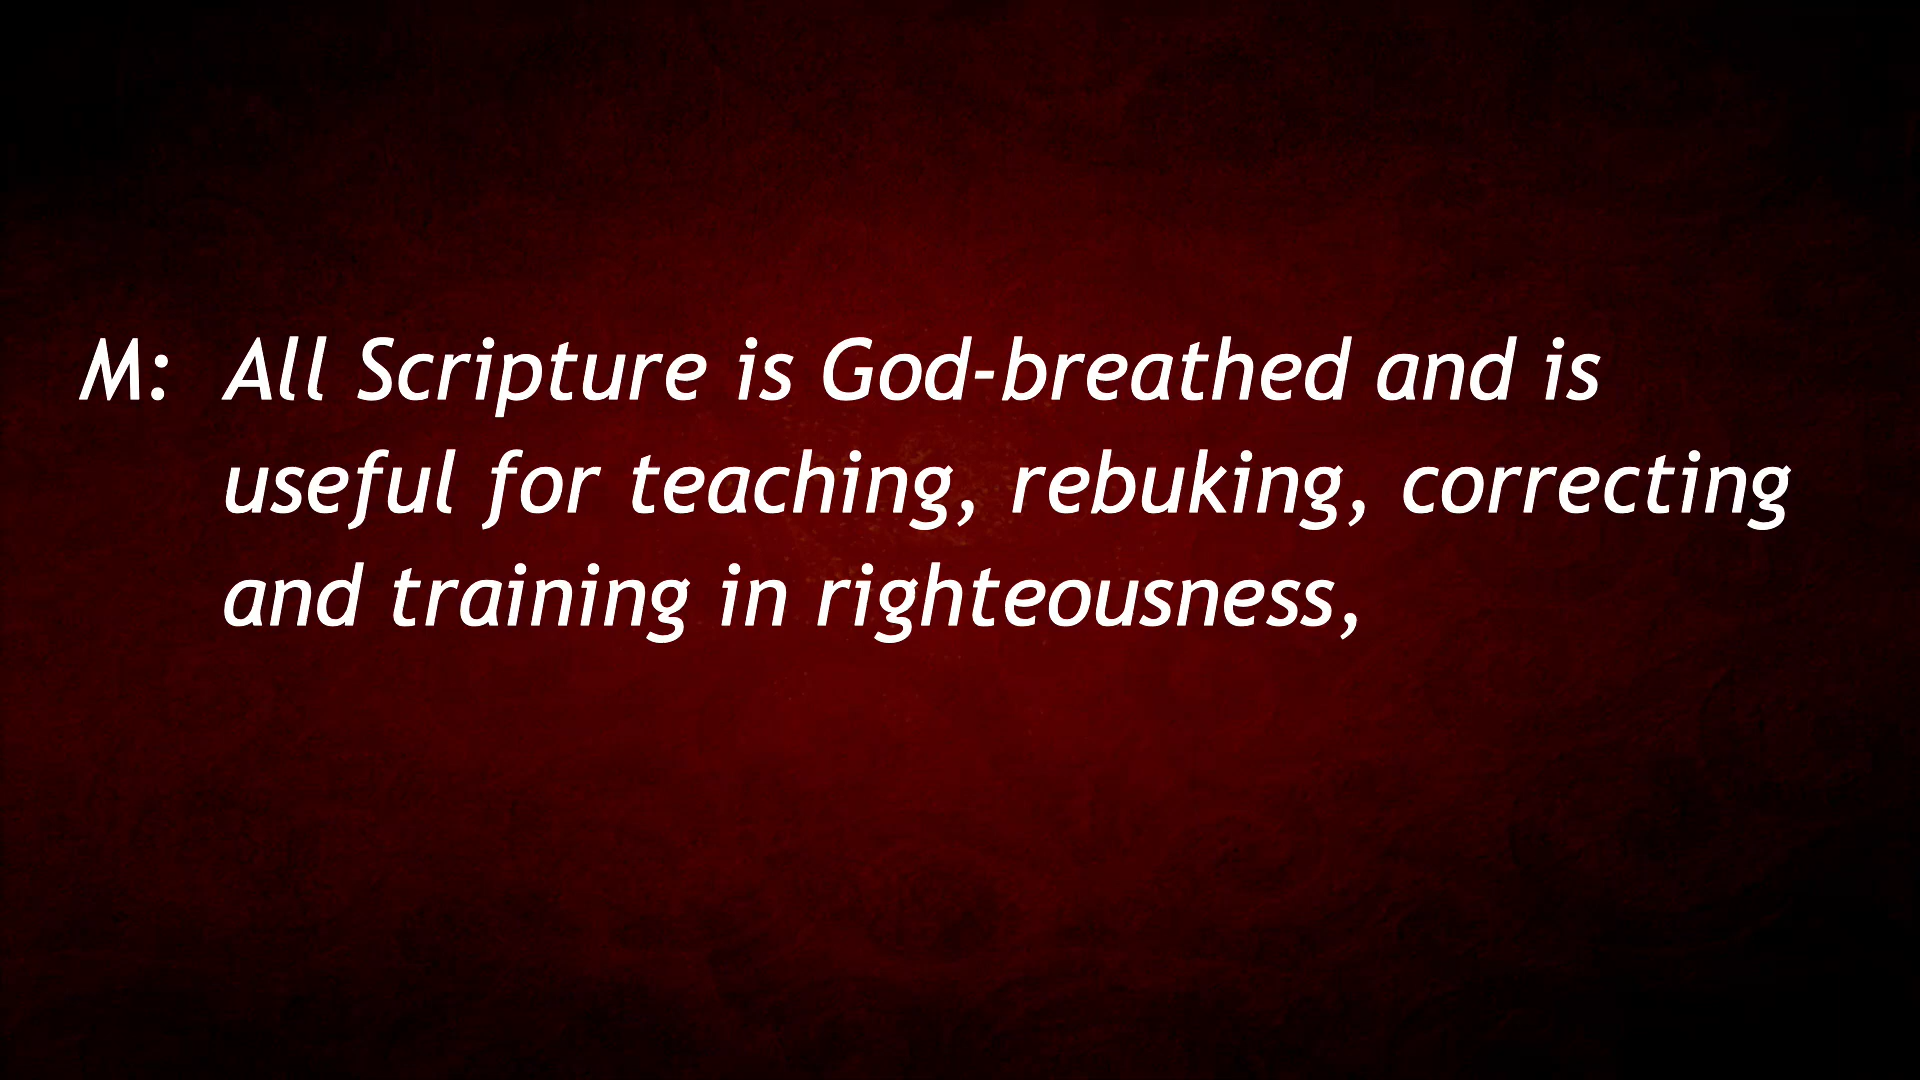 M: All Scripture is God-breathed and is
useful for teaching, rebuking, correcting
and training in righteousness,